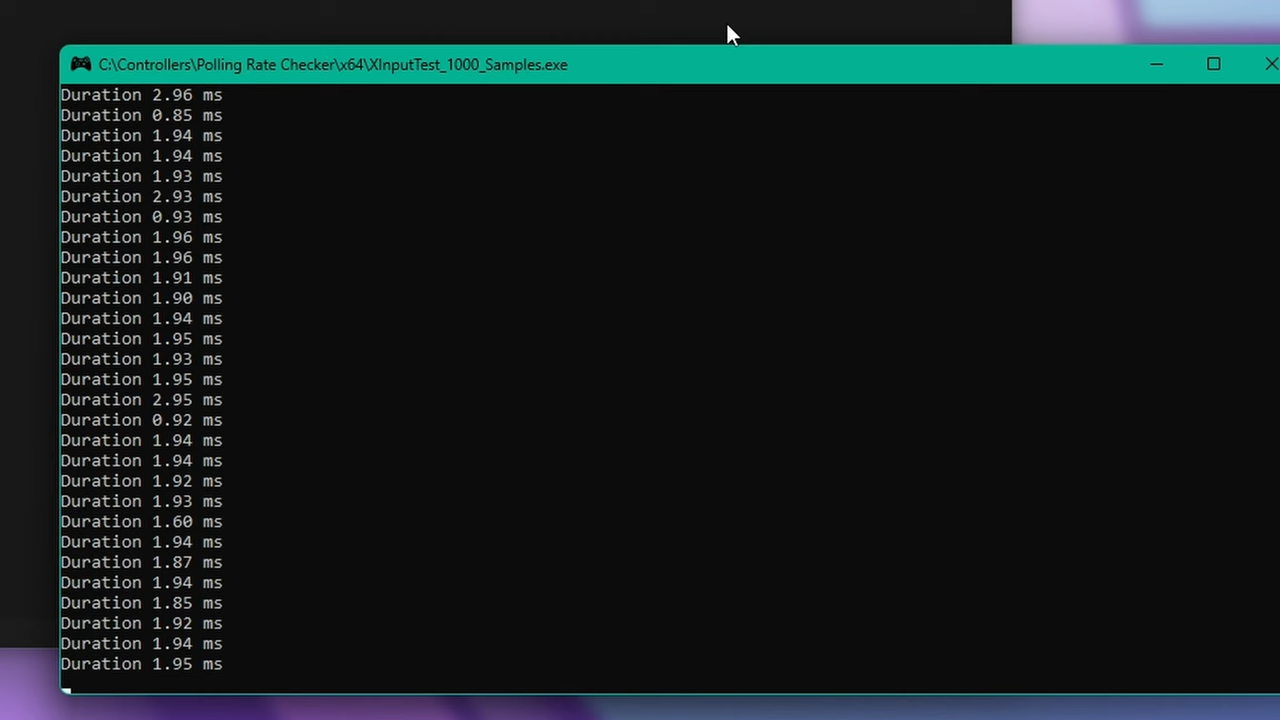 C:\Controllers\Polling Rate Checker\x64\XInputTest_1000_Samples.exe
Duration 2.96 ms
Duration 0.85 ms
Duration 1.94 ms
Duration 1.94 ms
Duration 1.93 ms
Duration 2.93 ms
Duration 0.93 ms
Duration 1.96 ms
Duration 1.96 ms
Duration 1.91 ms
Duration 1.90 ms
Duration 1.94 ms
Duration 1.95 ms
Duration 1.93 ms
Duration 1.95 ms
Duration 2.95 ms
Duration 0.92 ms
Duration 1.94 ms
Duration 1.94 ms
Duration 1.92 ms
Duration 1.93 ms
Duration 1.60 ms
Duration 1.94 ms
Duration 1.87 ms
Duration 1.94 ms
Duration 1.85 ms
Duration 1.92 ms
Duration 1.94 ms
Duration 1.95 ms